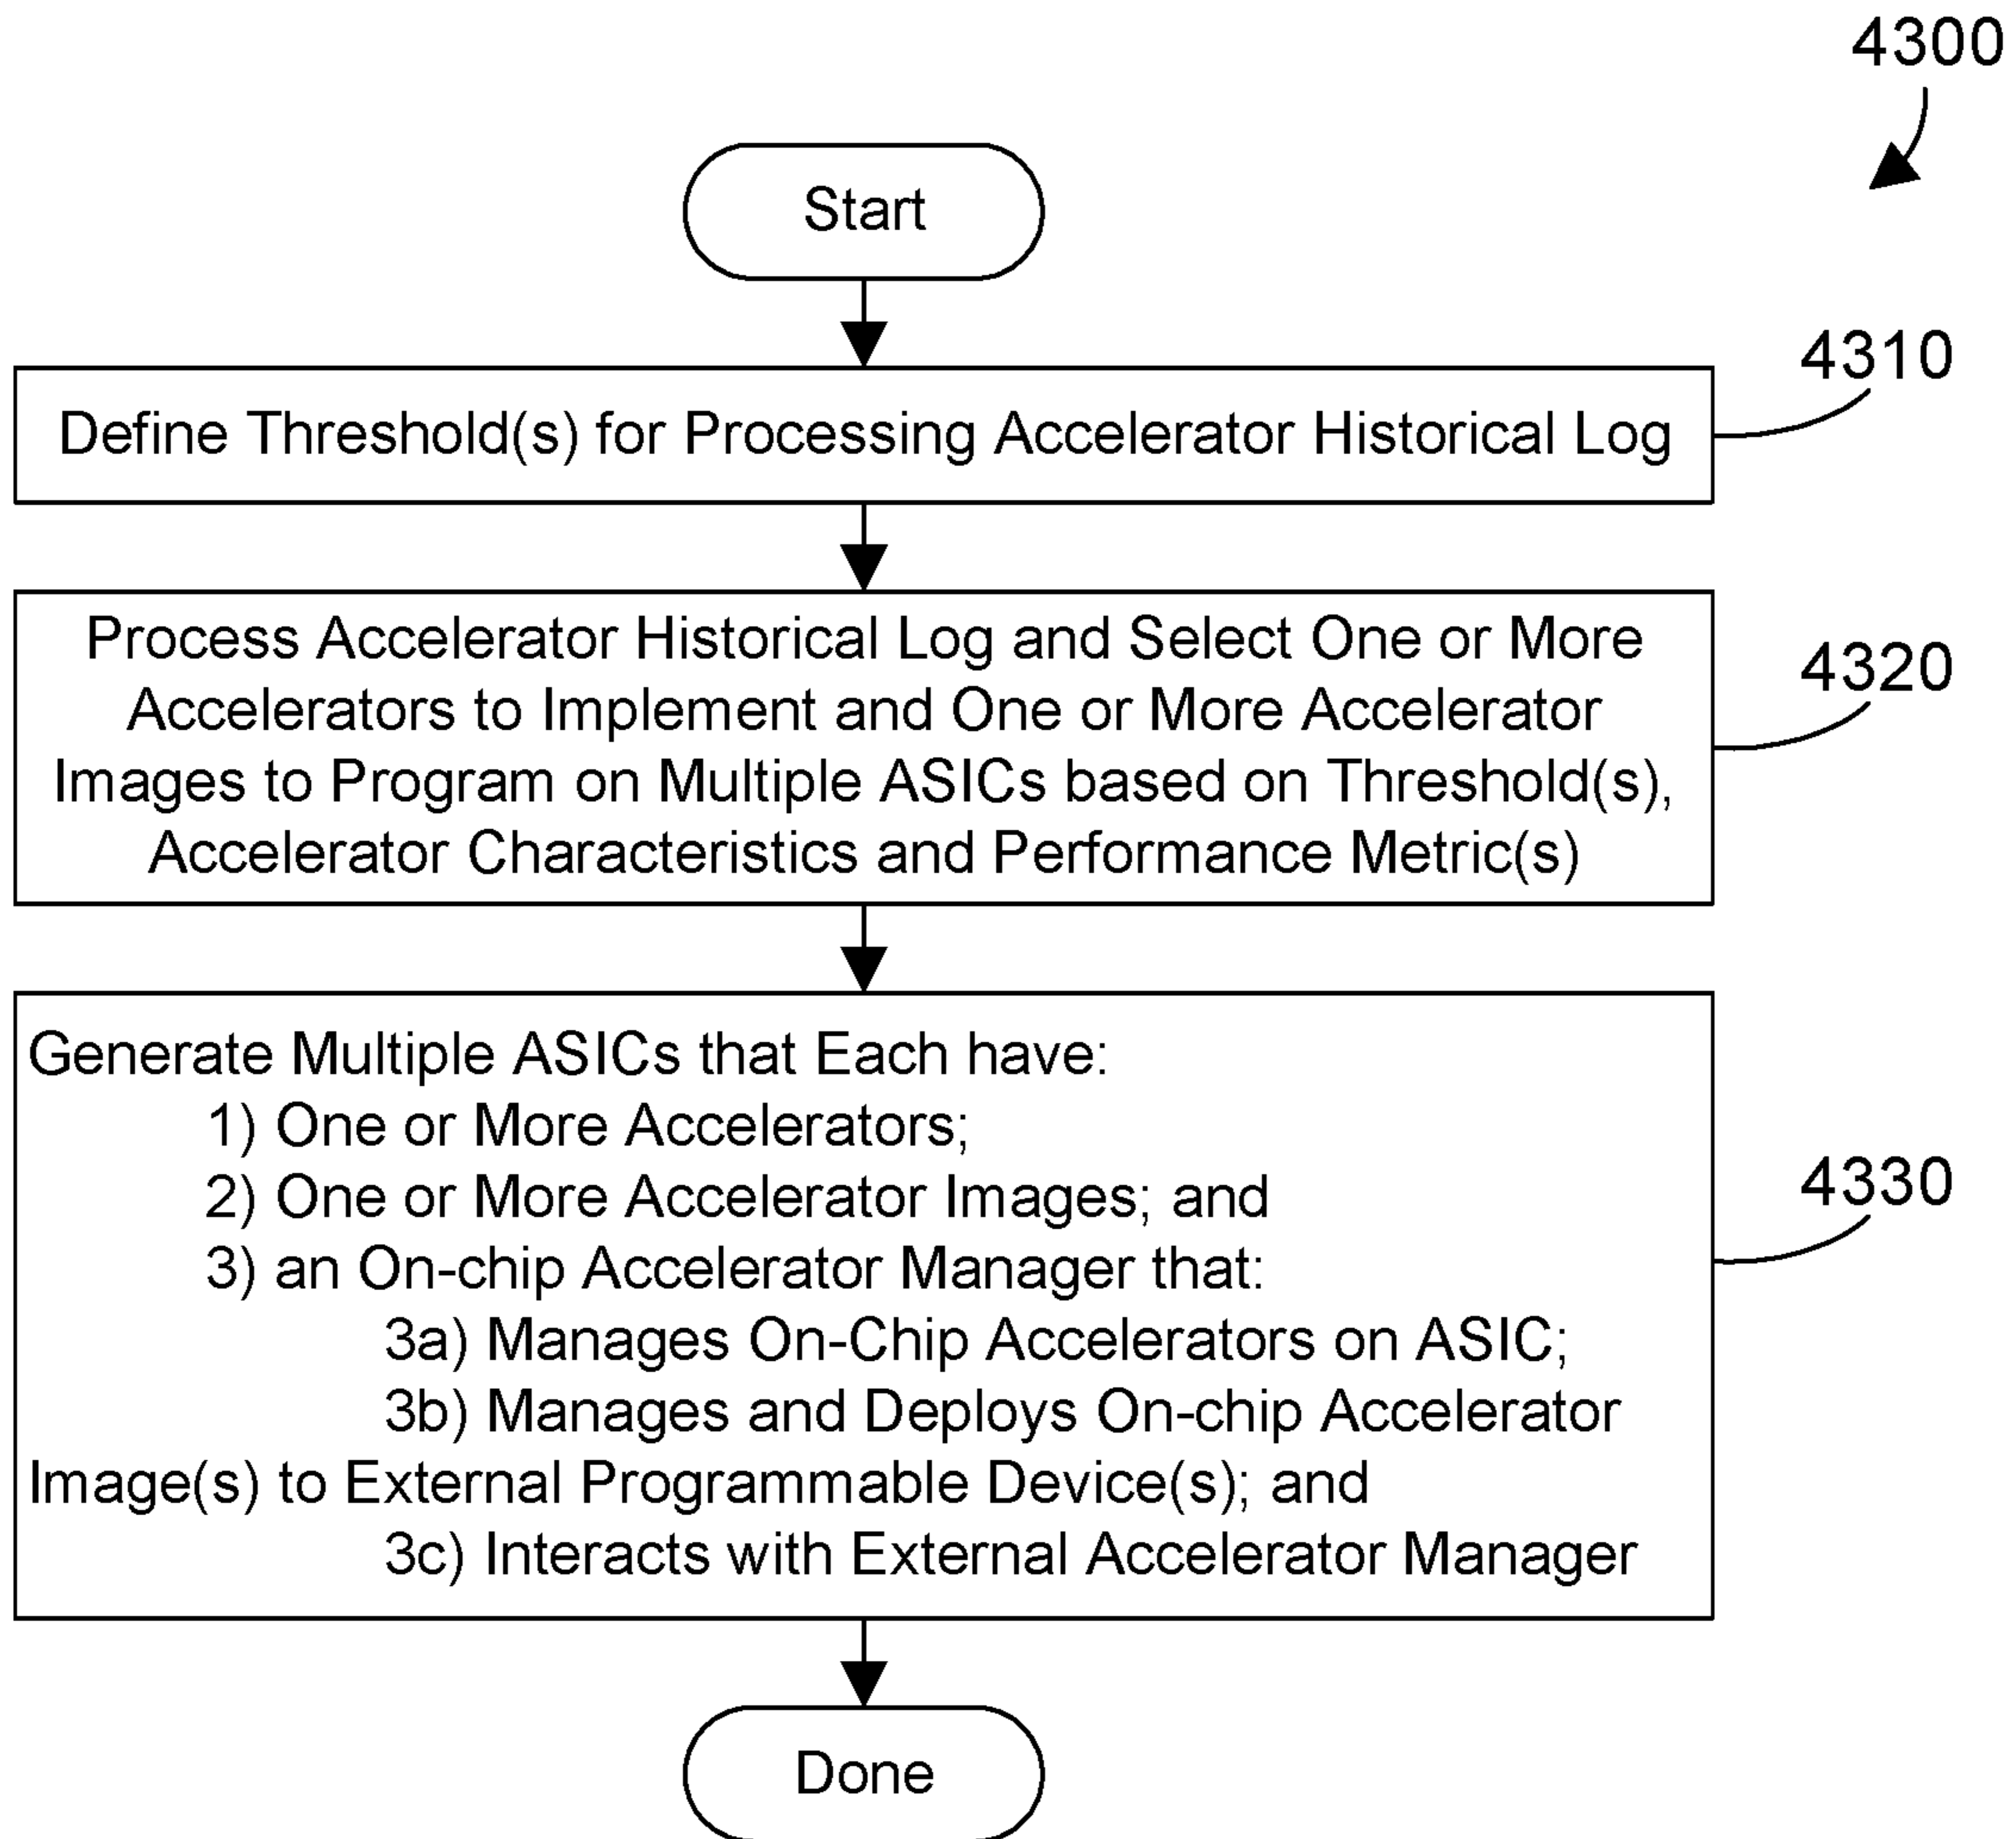 4300
Start
4310
Define Threshold(s) for Processing Accelerator Historical Log
Process Accelerator Historical Log and Select One or More
Accelerators to Implement and One or More Accelerator
Images to Program on Multiple ASICs based on Threshold(s),
Accelerator Characteristics and Performance Metric(s)
4320
Generate Multiple ASICs that Each have:
1) One or More Accelerators;
2) One or More Accelerator Images; and
3) an On-chip Accelerator Manager that:
3a) Manages On-Chip Accelerators on ASIC;
3b) Manages and Deploys On-chip Accelerator
Image(s) to External Programmable Device(s); and
3c) Interacts with External Accelerator Manager
4330
Done